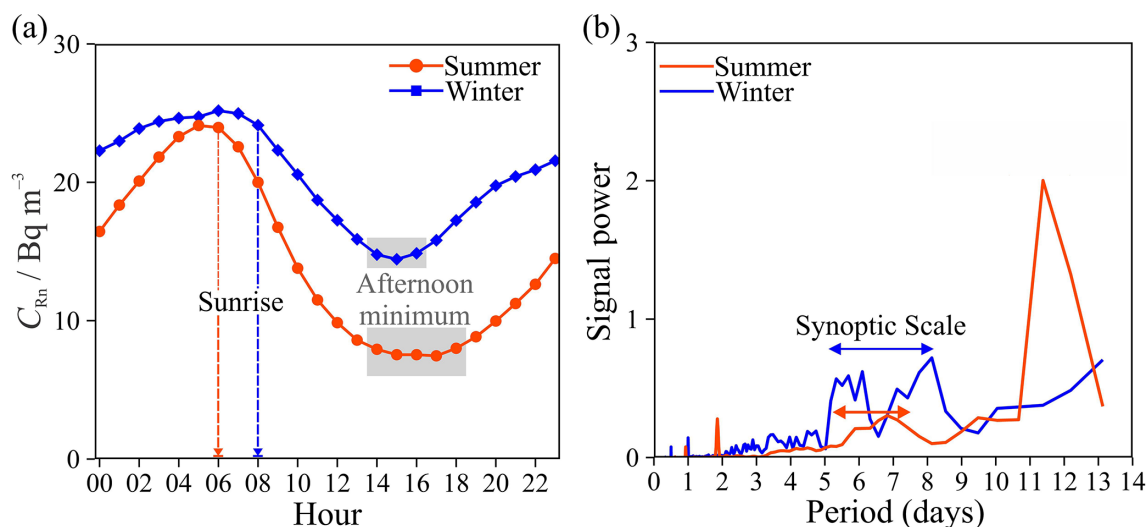 (a)
30
20
10
0
C_Rn / Bq m⁻³
Summer
Winter
Sunrise
Afternoon
minimum
00 02 04 06 08 10 12 14 16 18 20 22
Hour
(b)
3
2
1
0
Signal power
Summer
Winter
Synoptic Scale
0 1 2 3 4 5 6 7 8 9 10 11 12 13 14
Period (days)